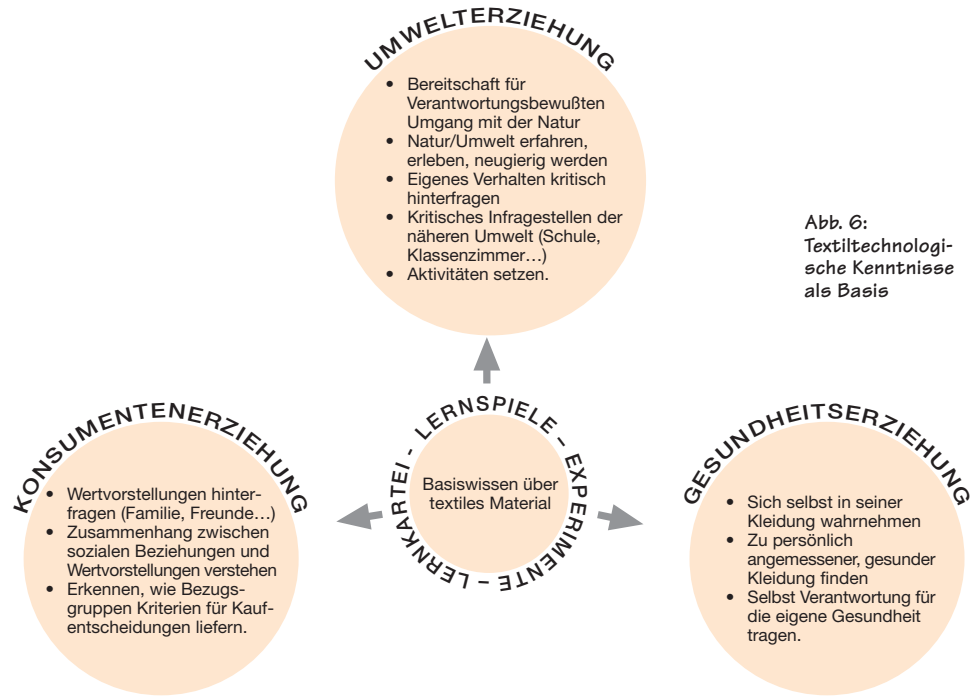 UMWELTERZIEHUNG
• Bereitschaft für
Verantwortungsbewußten
Umgang mit der Natur
• Natur/Umwelt erfahren,
erleben, neugierig werden
• Eigenes Verhalten kritisch
hinterfragen
• Kritisches Infragestellen der
näheren Umwelt (Schule,
Klassenzimmer…)
• Aktivitäten setzen.
Abb. 6:
Textiltechnologi-
sche Kenntnisse
als Basis
LERNKARTEI - LERNSPIELE – EXPERIMENTE –
Basiswissen über
textiles Material
KONSUMENTENERZIEHUNG
• Wertvorstellungen hinter-
fragen (Familie, Freunde…)
• Zusammenhang zwischen
sozialen Beziehungen und
Wertvorstellungen verstehen
• Erkennen, wie Bezugs-
gruppen Kriterien für Kauf-
entscheidungen liefern.
GESUNDHEITSERZIEHUNG
• Sich selbst in seiner
Kleidung wahrnehmen
• Zu persönlich
angemessener, gesunder
Kleidung finden
• Selbst Verantwortung für
die eigene Gesundheit
tragen.